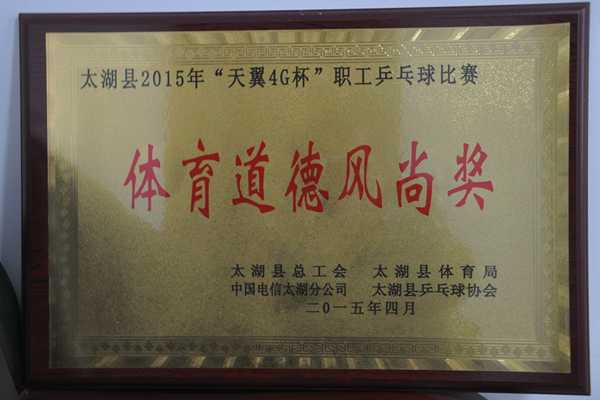 太湖县2015年“天翼4G杯”职工乒乓球比赛
体育道德风尚奖
太湖县总工会 太湖县体育局
中国电信太湖分公司 太湖县乒乓球协会
二〇一五年四月